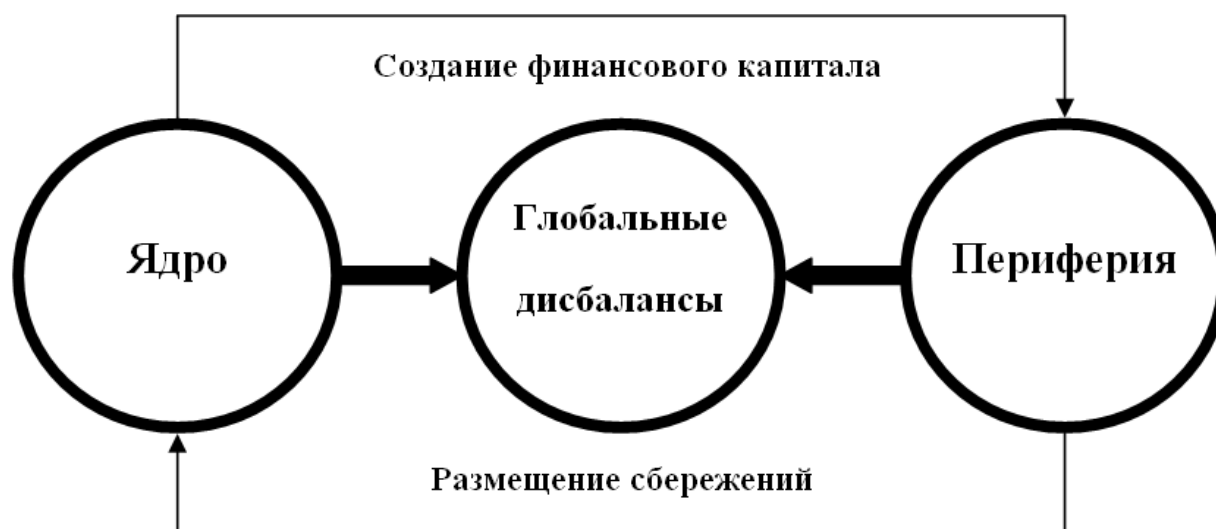 Создание финансового капитала
Ядро
Глобальные
дисбалансы
Периферия
Размещение сбережений